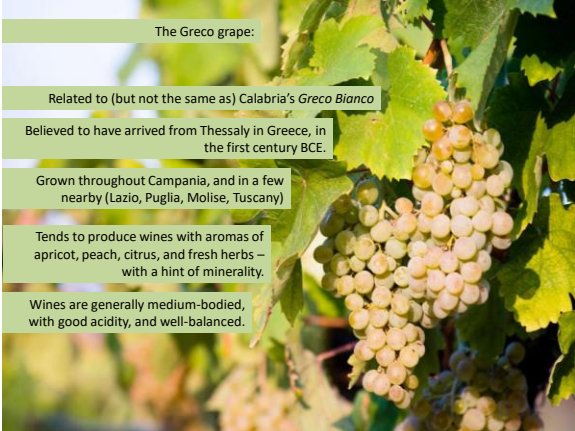 The Greco grape:
Related to (but not the same as) Calabria's Greco Bianco
Believed to have arrived from Thessaly in Greece, in
the first century BCE.
Grown throughout Campania, and in a few
nearby (Lazio, Puglia, Molise, Tuscany)
Tends to produce wines with aromas of
apricot, peach, citrus, and fresh herbs –
with a hint of minerality.
Wines are generally medium-bodied,
with good acidity, and well-balanced.